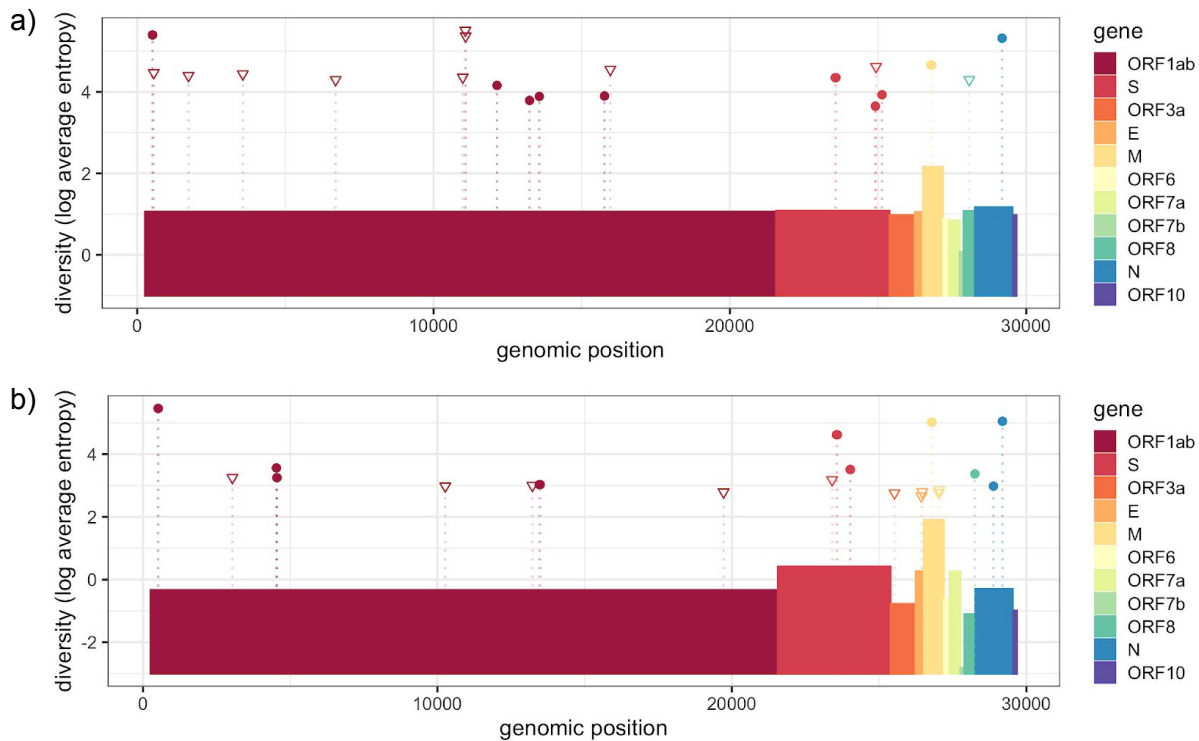 a)
diversity (log average entropy)
4
2
0
0
10000
20000
30000
genomic position
gene
ORF1ab
S
ORF3a
E
M
ORF6
ORF7a
ORF7b
ORF8
N
ORF10
b)
diversity (log average entropy)
4
2
0
-2
0
10000
20000
30000
genomic position
gene
ORF1ab
S
ORF3a
E
M
ORF6
ORF7a
ORF7b
ORF8
N
ORF10